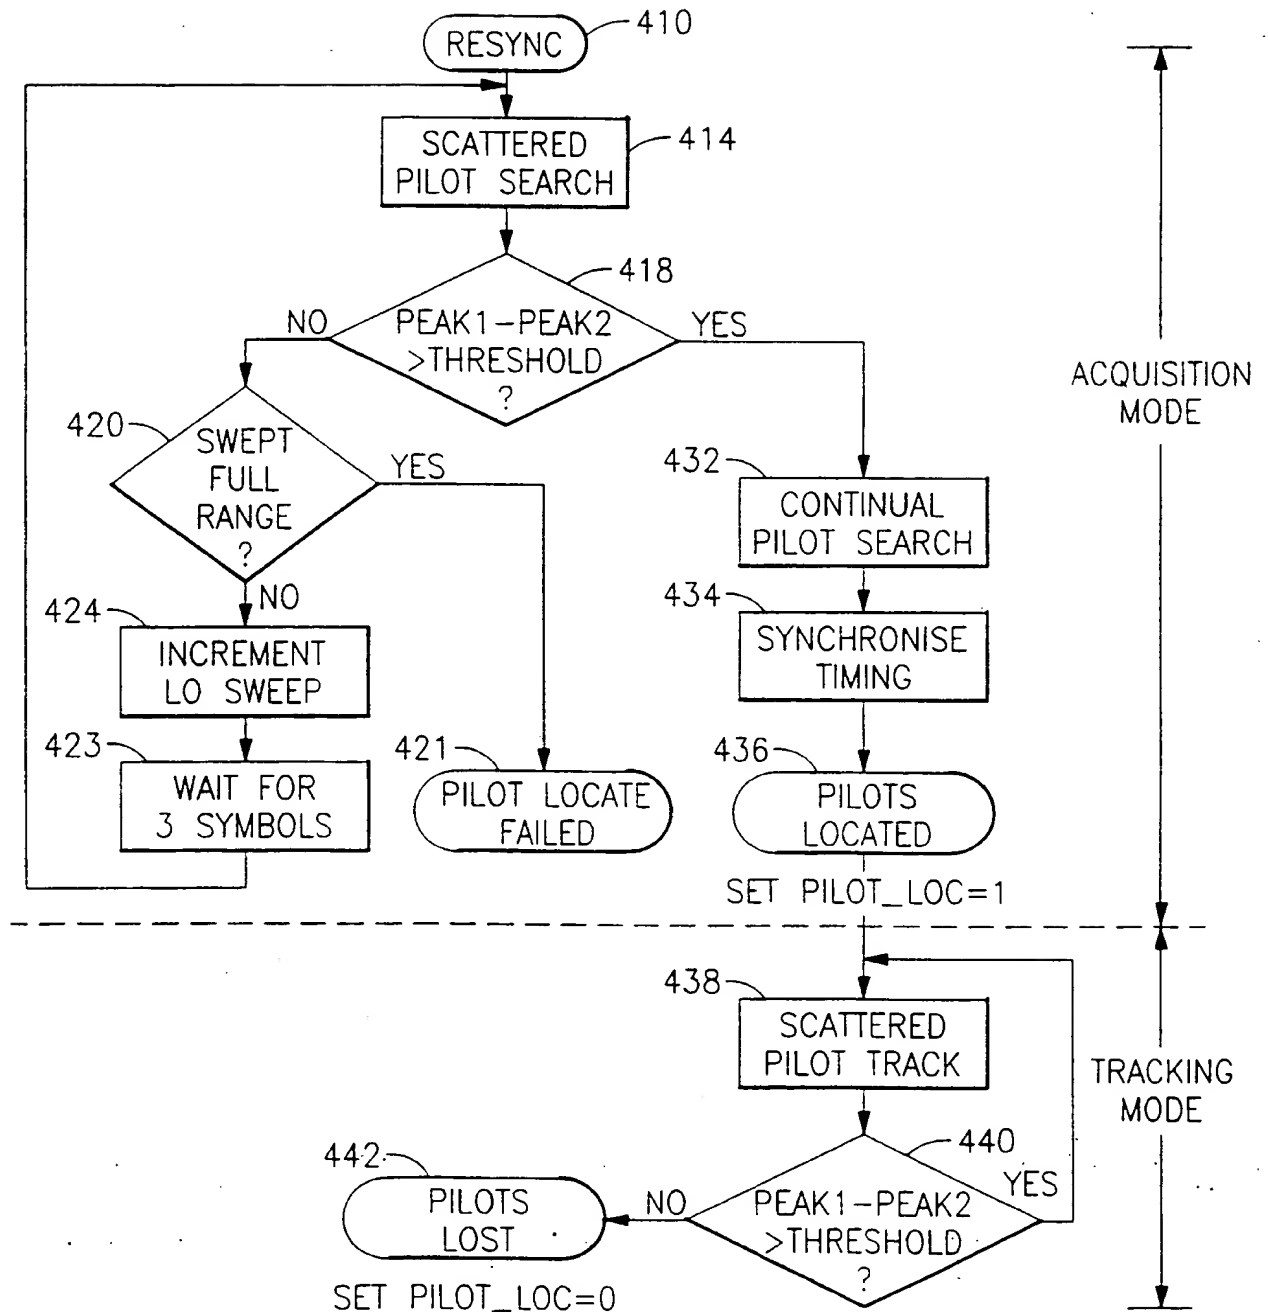 RESYNC
410
SCATTERED
PILOT SEARCH
414
418
NO
PEAK1-PEAK2
>THRESHOLD
?
YES
ACQUISITION
MODE
420
SWEPT
FULL
RANGE
?
YES
NO
432
CONTINUAL
PILOT SEARCH
424
INCREMENT
LO SWEEP
434
SYNCHRONISE
TIMING
423
WAIT FOR
3 SYMBOLS
421
PILOT LOCATE
FAILED
436
PILOTS
LOCATED
SET PILOT_LOC=1
438
SCATTERED
PILOT TRACK
TRACKING
MODE
440
YES
PEAK1-PEAK2
>THRESHOLD
?
NO
442
PILOTS
LOST
SET PILOT_LOC=0